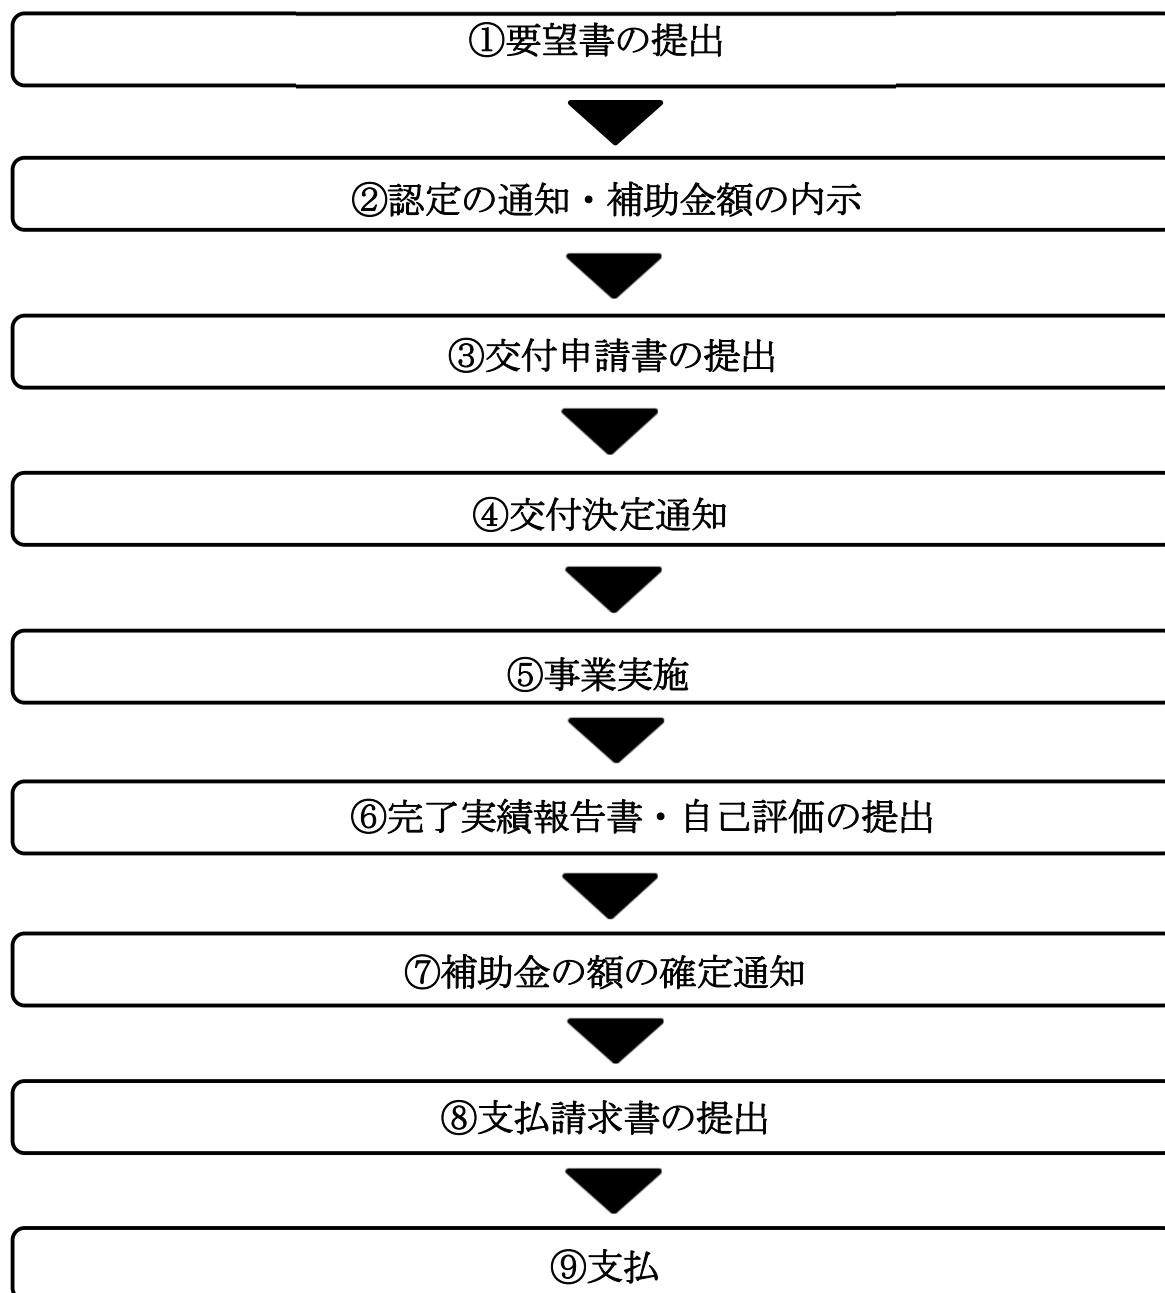 ①要望書の提出
②認定の通知・補助金額の内示
③交付申請書の提出
④交付決定通知
⑤事業実施
⑥完了実績報告書・自己評価の提出
⑦補助金の額の確定通知
⑧支払請求書の提出
⑨支払